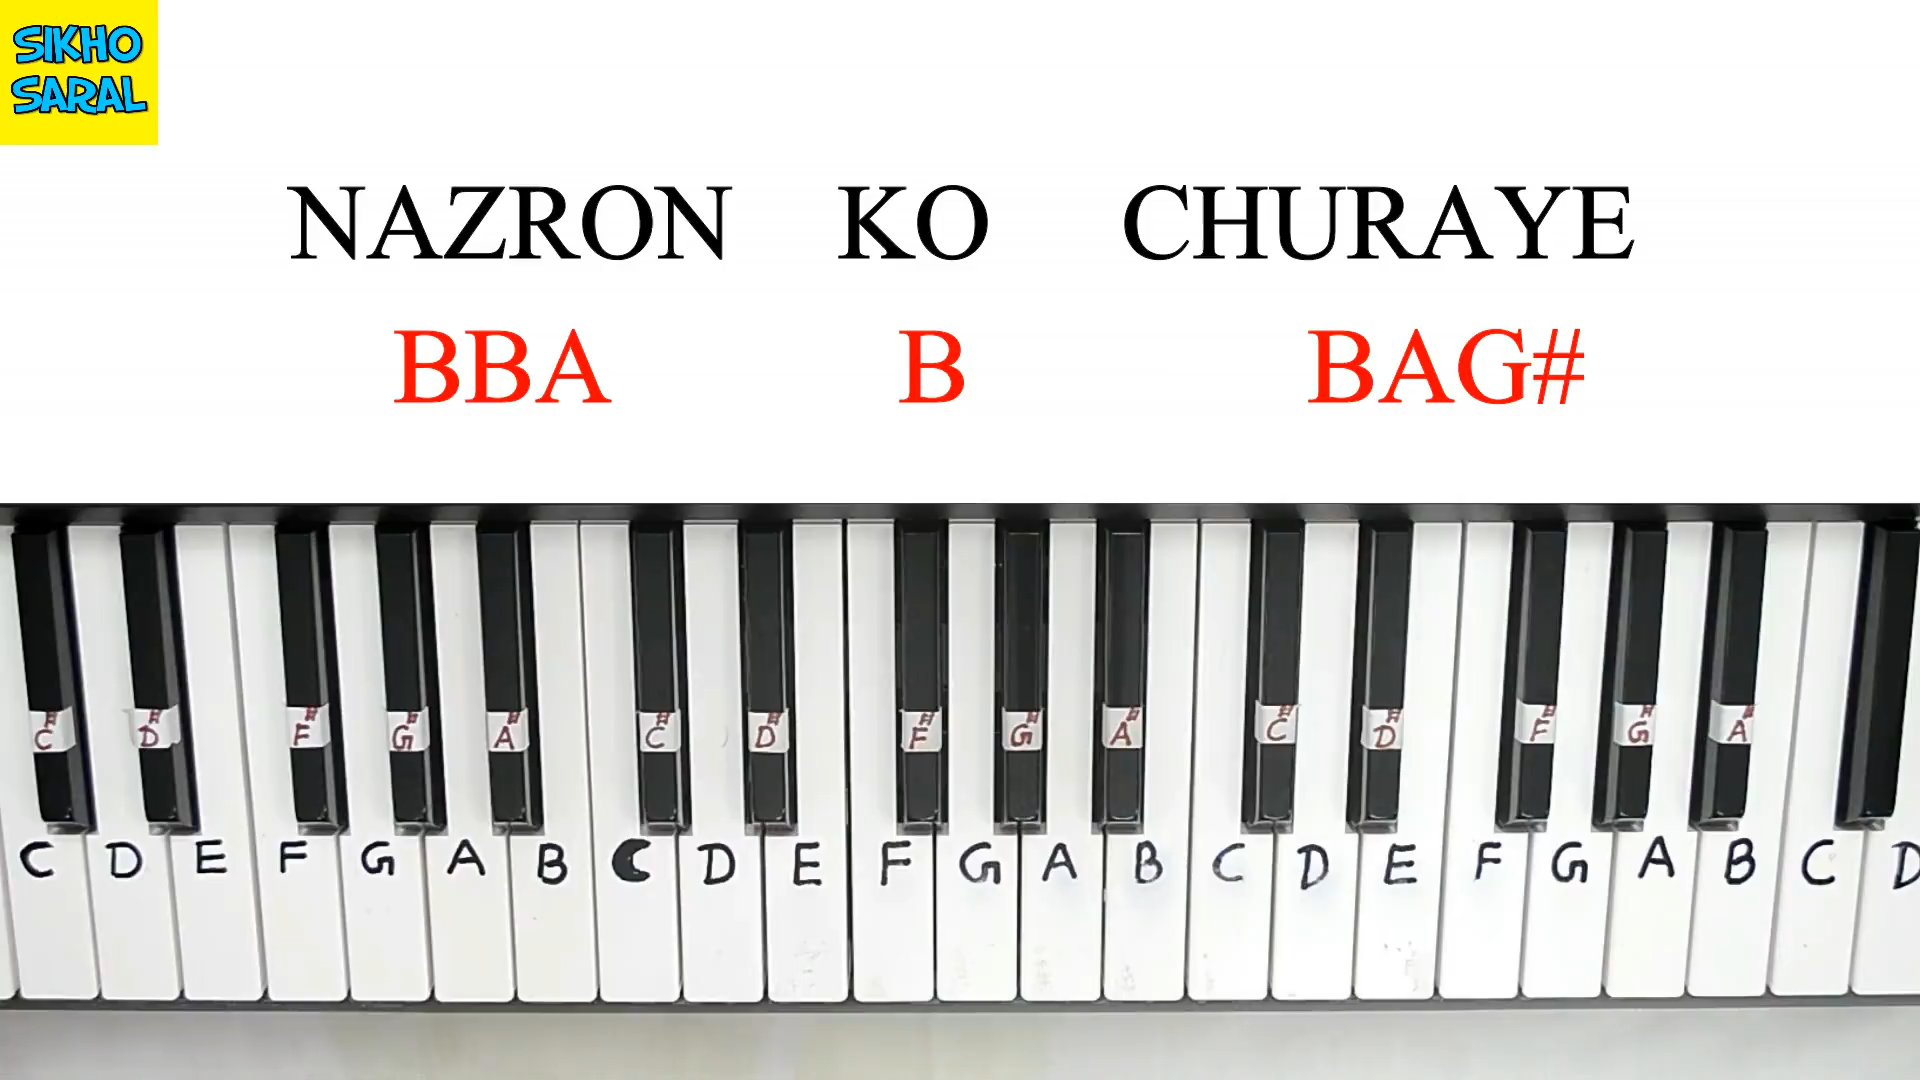 SIKHO
SARAL
NAZRON KO CHURAYE
BBA B BAG#
C# D# F# G# A# C# D# F# G# A# C# D# F# G# A#
C D E F G A B C D E F G A B C D E F G A B C D